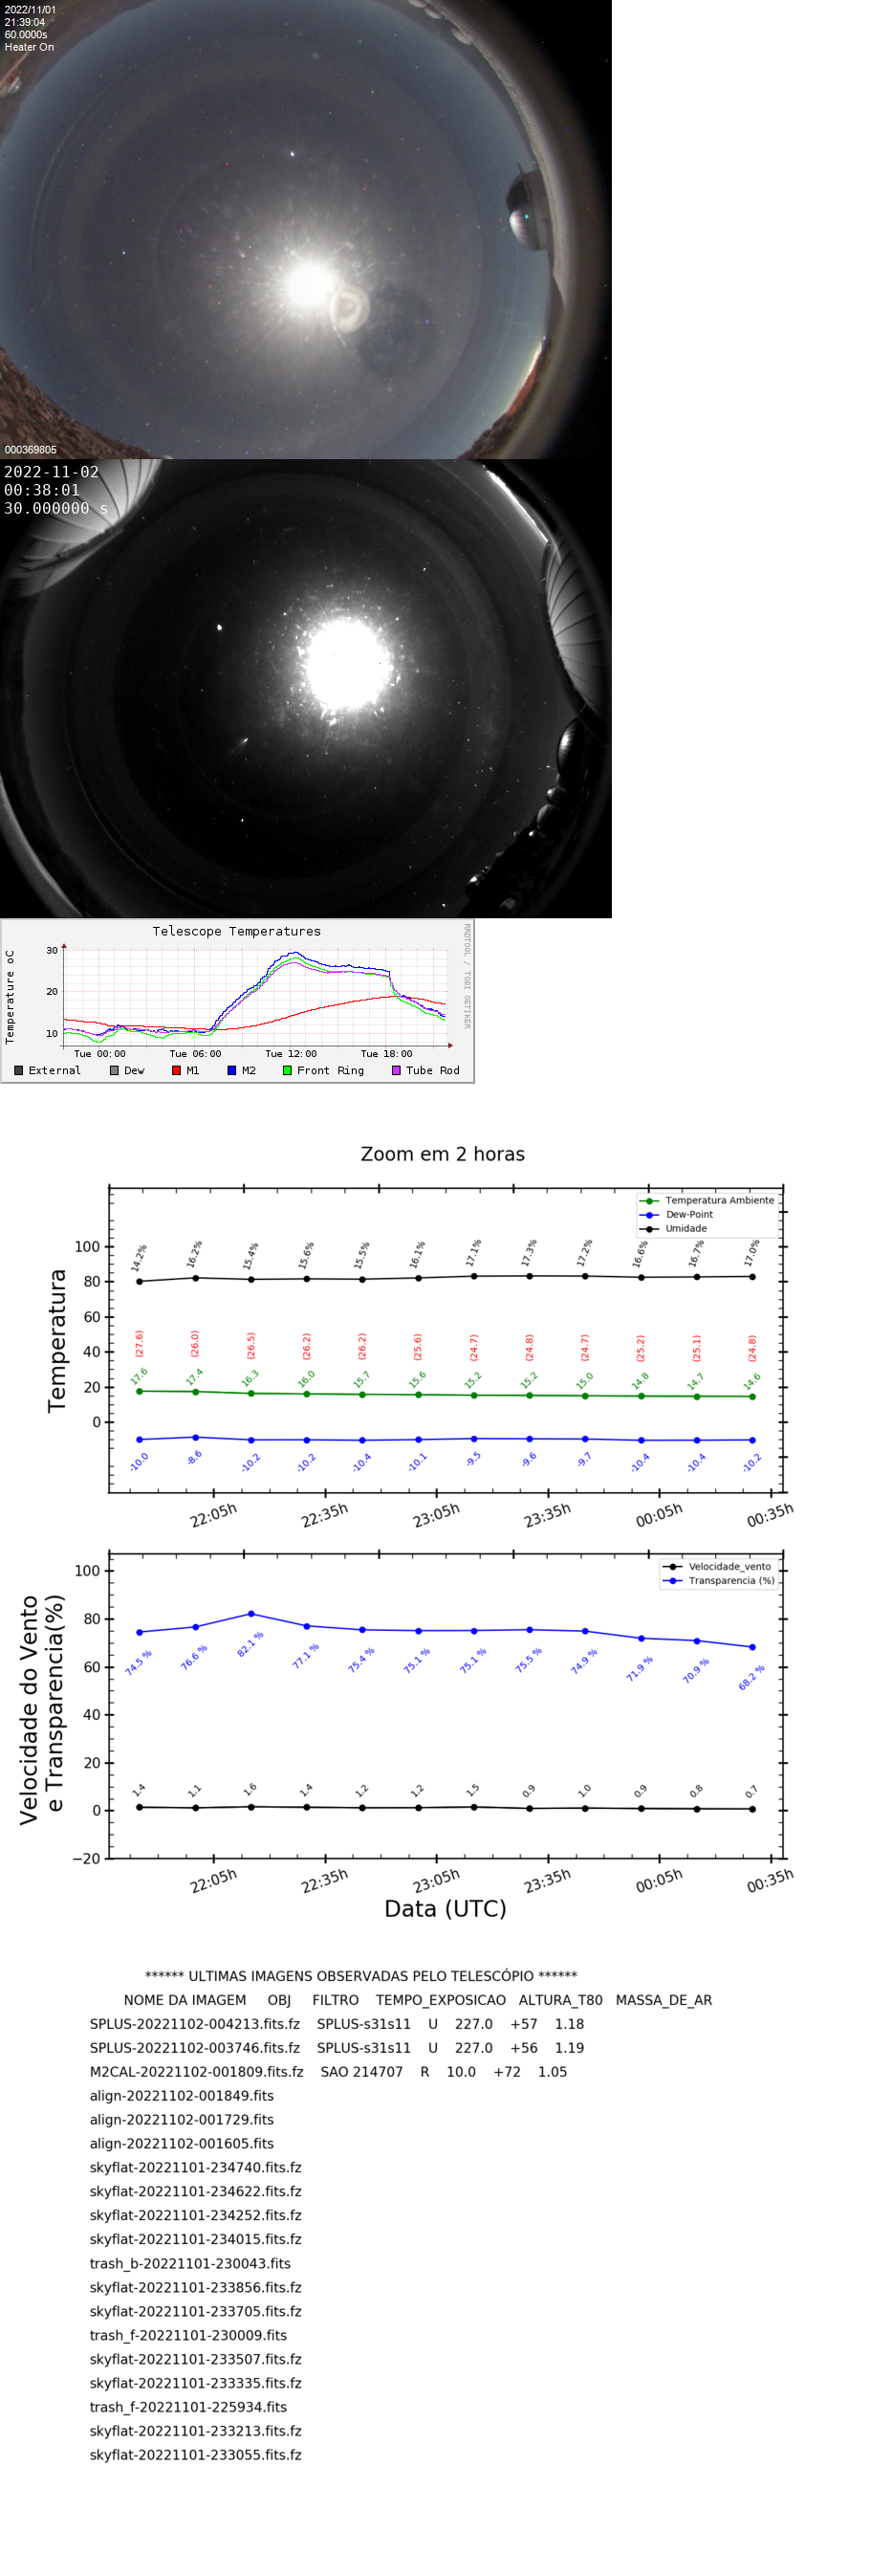 2022/11/01
21:39:04
60.0000s
Heater On
000369805
2022-11-02
00:38:01
30.000000 s
Telescope Temperatures
RRDTOOL / TOBI OETIKER
Temperature oC
30
20
10
Tue 00:00 Tue 06:00 Tue 12:00 Tue 18:00
External Dew M1 M2 Front Ring Tube Rod
Zoom em 2 horas
Temperatura Ambiente
Dew-Point
Umidade
Temperatura
100
80
60
40
20
0
14.2% 16.2% 15.4% 15.6% 15.5% 16.1% 17.1% 17.3% 17.2% 16.6% 16.7% 17.0%
(27.6) (26.0) (26.5) (26.2) (26.2) (25.6) (24.7) (24.8) (24.7) (25.2) (25.1) (24.8)
17.6 17.4 16.3 16.0 15.7 15.6 15.2 15.2 15.0 14.8 14.7 14.6
-10.0 -8.6 -10.2 -10.2 -10.4 -10.1 -9.5 -9.6 -9.7 -10.4 -10.4 -10.2
22:05h 22:35h 23:05h 23:35h 00:05h 00:35h
Velocidade_vento
Transparencia (%)
Velocidade do Vento
e Transparencia(%)
100
80
60
40
20
0
−20
74.5 % 76.6 % 82.1 % 77.1 % 75.4 % 75.1 % 75.1 % 75.5 % 74.9 % 71.9 % 70.9 % 68.2 %
1.4 1.1 1.6 1.4 1.2 1.2 1.5 0.9 1.0 0.9 0.8 0.7
22:05h 22:35h 23:05h 23:35h 00:05h 00:35h
Data (UTC)
****** ULTIMAS IMAGENS OBSERVADAS PELO TELESCÓPIO ******
NOME DA IMAGEM OBJ FILTRO TEMPO_EXPOSICAO ALTURA_T80 MASSA_DE_AR
SPLUS-20221102-004213.fits.fz SPLUS-s31s11 U 227.0 +57 1.18
SPLUS-20221102-003746.fits.fz SPLUS-s31s11 U 227.0 +56 1.19
M2CAL-20221102-001809.fits.fz SAO 214707 R 10.0 +72 1.05
align-20221102-001849.fits
align-20221102-001729.fits
align-20221102-001605.fits
skyflat-20221101-234740.fits.fz
skyflat-20221101-234622.fits.fz
skyflat-20221101-234252.fits.fz
skyflat-20221101-234015.fits.fz
trash_b-20221101-230043.fits
skyflat-20221101-233856.fits.fz
skyflat-20221101-233705.fits.fz
trash_f-20221101-230009.fits
skyflat-20221101-233507.fits.fz
skyflat-20221101-233335.fits.fz
trash_f-20221101-225934.fits
skyflat-20221101-233213.fits.fz
skyflat-20221101-233055.fits.fz